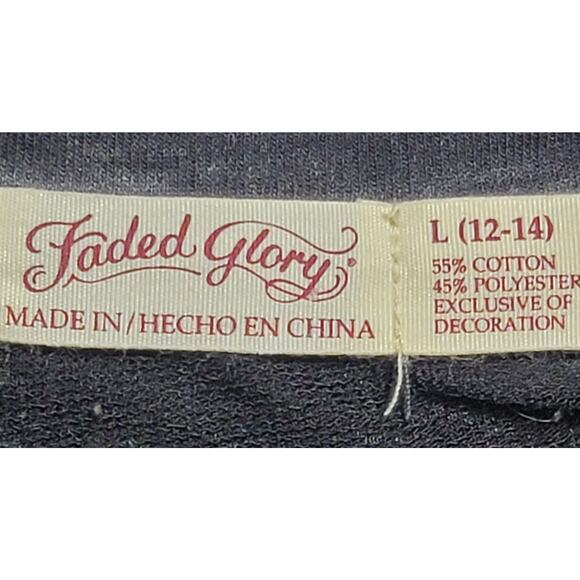 Faded Glory®
MADE IN/HECHO EN CHINA
L (12-14)
55% COTTON
45% POLYESTER
EXCLUSIVE OF
DECORATION